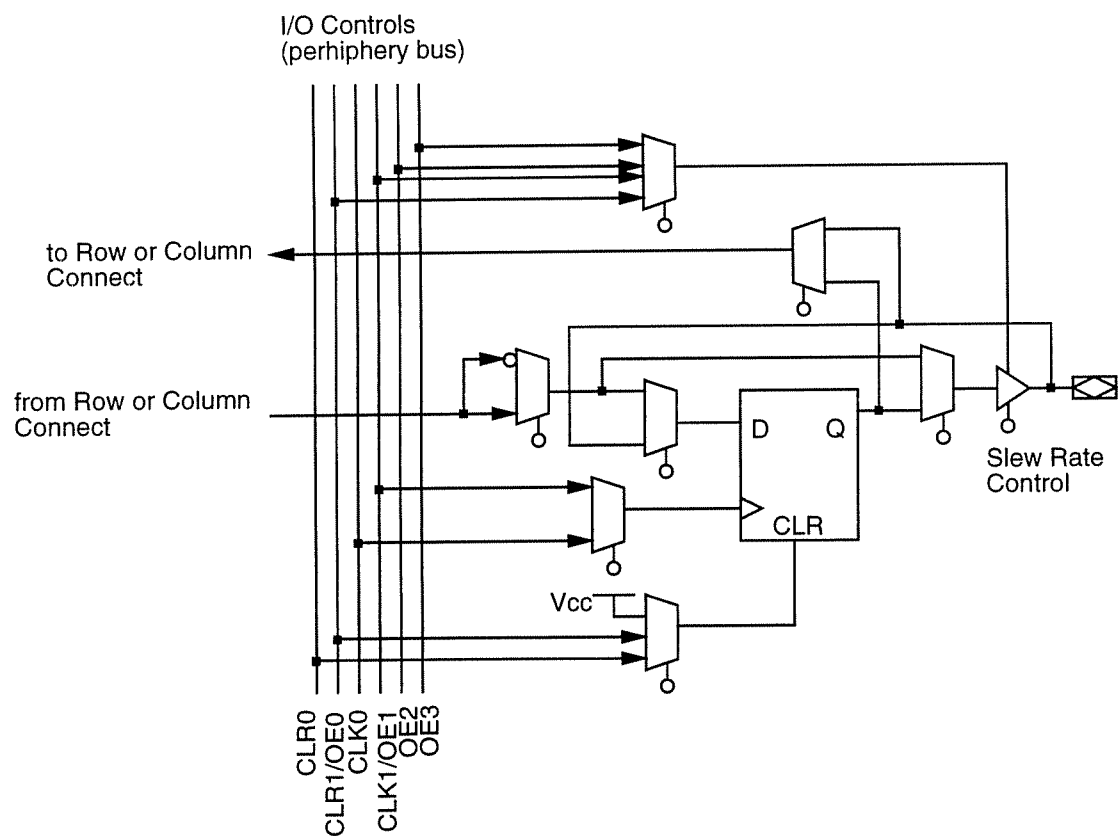 I/O Controls
(perhiphery bus)
to Row or Column
Connect
from Row or Column
Connect
D
Q
CLR
Slew Rate
Control
Vcc
CLR0
CLR1/OE0
CLK0
CLK1/OE1
OE2
OE3